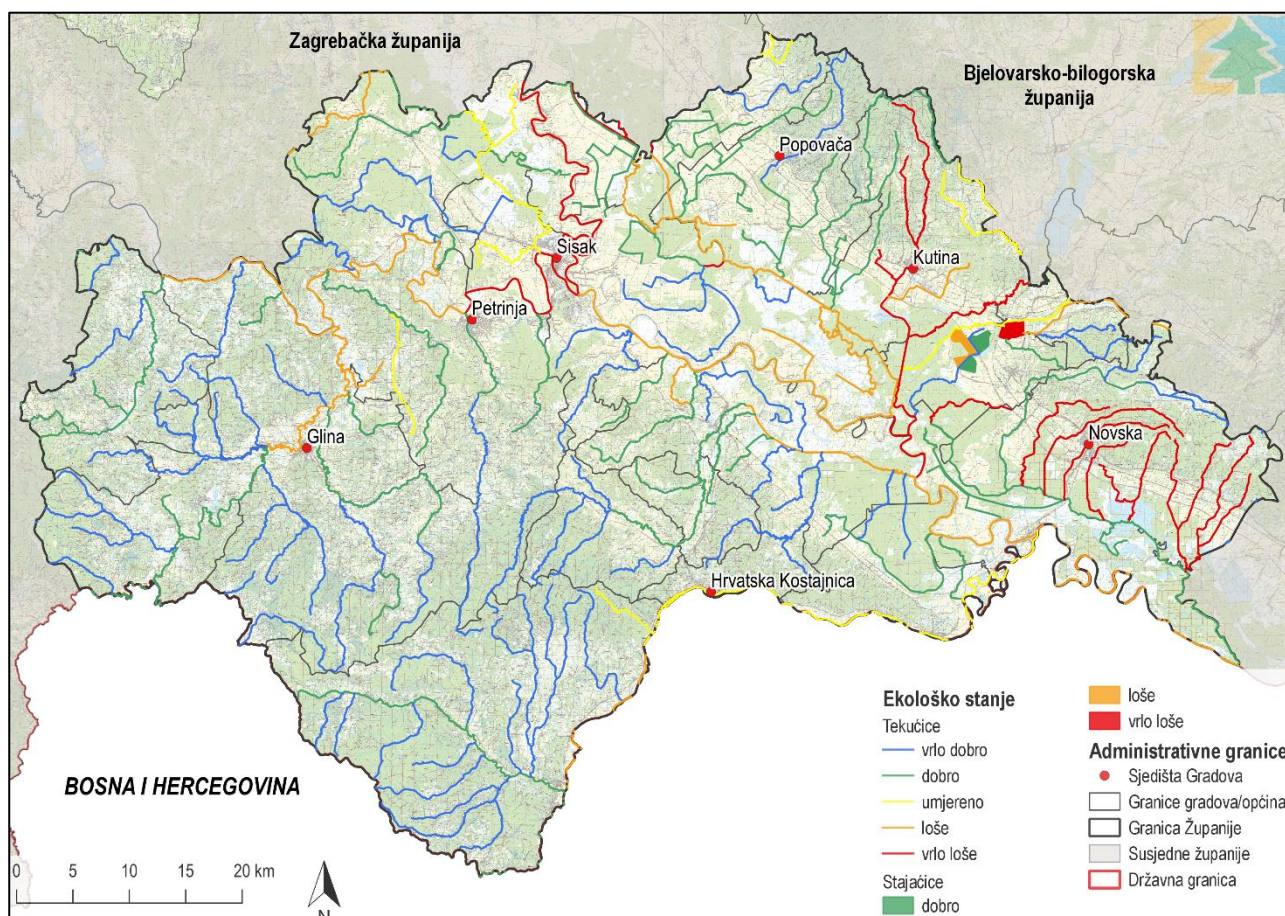 Zagrebačka županija
Bjelovarsko-bilogorska
županija
Popovača
Sisak
Kutina
Petrinja
Glina
Novska
Hrvatska Kostajnica
BOSNA I HERCEGOVINA
0 5 10 20 km
N
Ekološko stanje
Tekućice
vrlo dobro
dobro
umjereno
loše
vrlo loše
Stajaćice
dobro
loše
vrlo loše
Administrativne granice
Sjedišta Gradova
Granice gradova/općina
Granica Županije
Susjedne županije
Državna granica